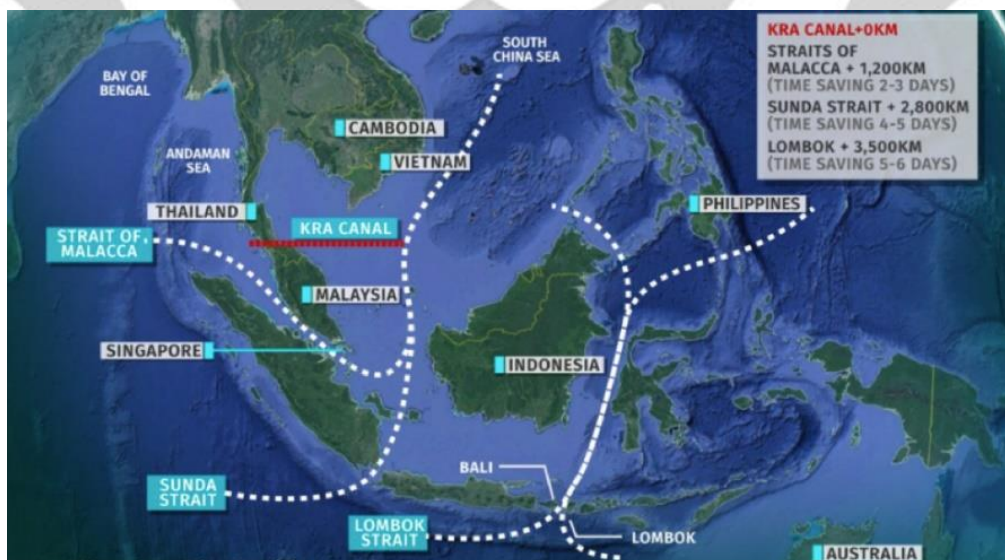 SOUTH
CHINA SEA
BAY OF
BENGAL
KRA CANAL+0KM
STRAITS OF
MALACCA + 1,200KM
(TIME SAVING 2-3 DAYS)
SUNDA STRAIT + 2,800KM
(TIME SAVING 4-5 DAYS)
LOMBOK + 3,500KM
(TIME SAVING 5-6 DAYS)
CAMBODIA
ANDAMAN
SEA
VIETNAM
THAILAND
PHILIPPINES
KRA CANAL
STRAIT OF
MALACCA
MALAYSIA
SINGAPORE
INDONESIA
BALI
SUNDA
STRAIT
LOMBOK
STRAIT
LOMBOK
AUSTRALIA